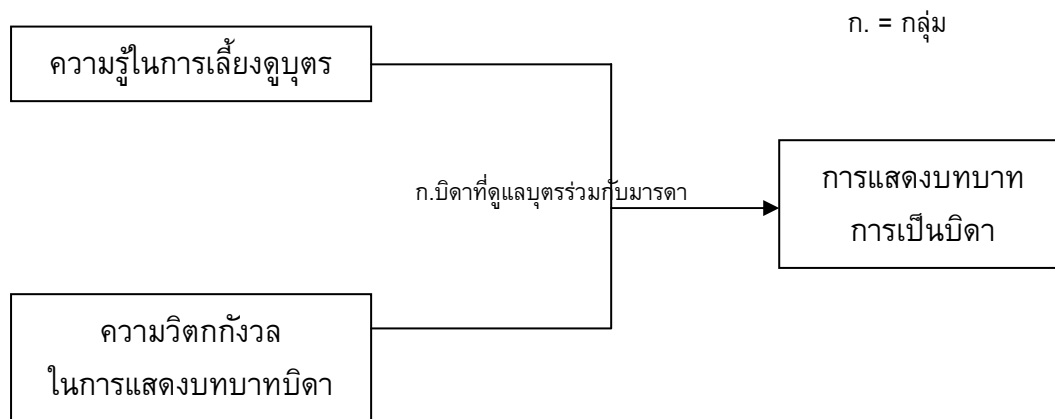 ก. = กลุ่ม
ความรู้ในการเลี้ยงดูบุตร
ก.บิดาที่ดูแลบุตรร่วมกับมารดา
การแสดงบทบาท
การเป็นบิดา
ความวิตกกังวล
ในการแสดงบทบาทบิดา